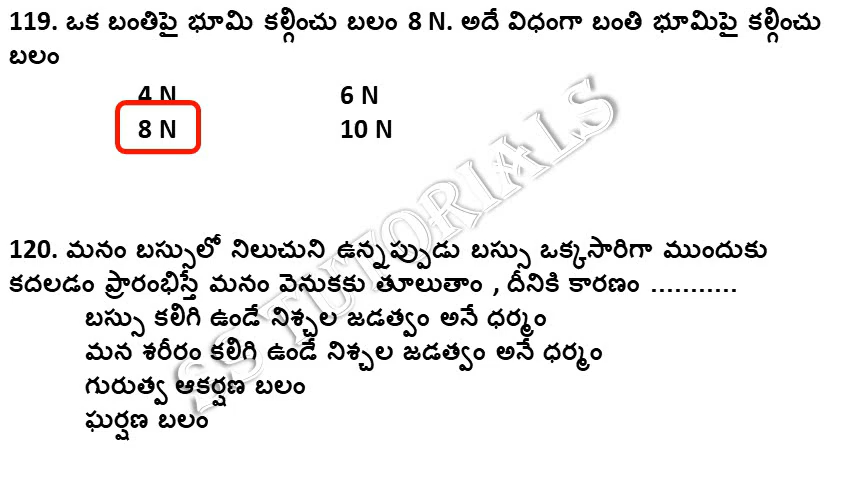 119. ఒక బంతిపై భూమి కల్గించు బలం 8 N. అదే విధంగా బంతి భూమిపై కల్గించు
బలం
4 N 6 N
8 N 10 N
SS TUTORIALS
120. మనం బస్సులో నిలుచుని ఉన్నప్పుడు బస్సు ఒక్కసారిగా ముందుకు
కదలడం ప్రారంభిస్తే మనం వెనుకకు తూలుతాం , దీనికి కారణం ...........
బస్సు కలిగి ఉండే నిశ్చల జడత్వం అనే ధర్మం
మన శరీరం కలిగి ఉండే నిశ్చల జడత్వం అనే ధర్మం
గురుత్వ ఆకర్షణ బలం
ఘర్షణ బలం